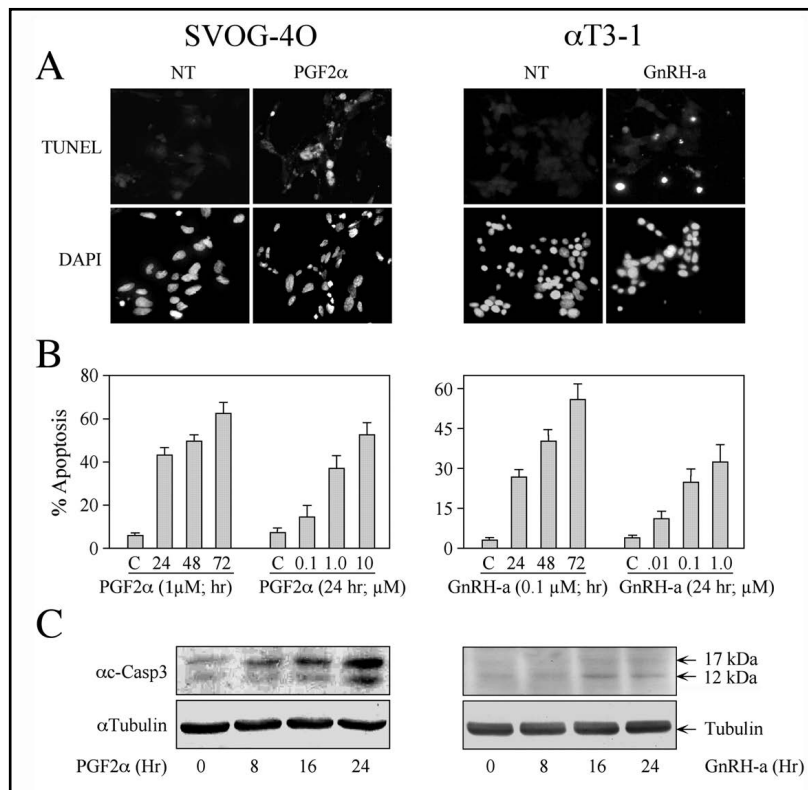 SVOG-4O αT3-1
A NT PGF2α NT GnRH-a
TUNEL
DAPI
B
80 60
60 45
40 30
20 15
0 0
% Apoptosis
C 24 48 72 C 0.1 1.0 10 C 24 48 72 C .01 0.1 1.0
PGF2α (1µM; hr) PGF2α (24 hr; µM) GnRH-a (0.1 µM; hr) GnRH-a (24 hr; µM)
C
αc-Casp3 17 kDa
12 kDa
αTubulin Tubulin
PGF2α (Hr) 0 8 16 24 0 8 16 24 GnRH-a (Hr)